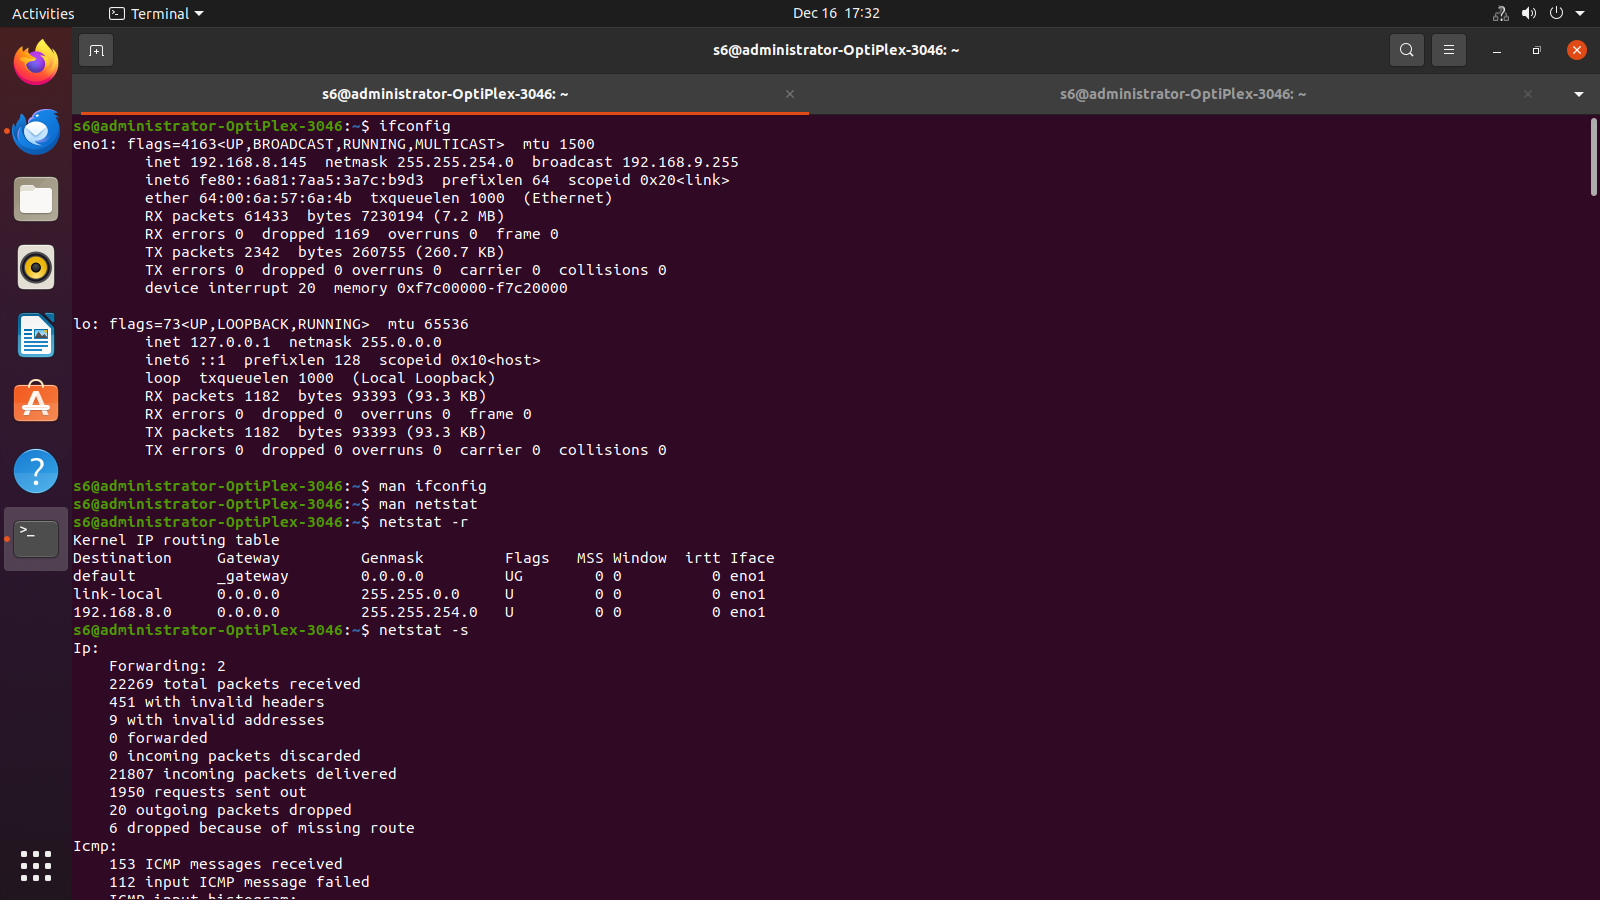 Activities
Terminal
Dec 16 17:32
s6@administrator-OptiPlex-3046: ~
s6@administrator-OptiPlex-3046: ~
s6@administrator-OptiPlex-3046: ~
s6@administrator-OptiPlex-3046:~$ ifconfig
eno1: flags=4163<UP,BROADCAST,RUNNING,MULTICAST>  mtu 1500
        inet 192.168.8.145  netmask 255.255.254.0  broadcast 192.168.9.255
        inet6 fe80::6a81:7aa5:3a7c:b9d3  prefixlen 64  scopeid 0x20<link>
        ether 64:00:6a:57:6a:4b  txqueuelen 1000  (Ethernet)
        RX packets 61433  bytes 7230194 (7.2 MB)
        RX errors 0  dropped 1169  overruns 0  frame 0
        TX packets 2342  bytes 260755 (260.7 KB)
        TX errors 0  dropped 0 overruns 0  carrier 0  collisions 0
        device interrupt 20  memory 0xf7c00000-f7c20000
lo: flags=73<UP,LOOPBACK,RUNNING>  mtu 65536
        inet 127.0.0.1  netmask 255.0.0.0
        inet6 ::1  prefixlen 128  scopeid 0x10<host>
        loop  txqueuelen 1000  (Local Loopback)
        RX packets 1182  bytes 93393 (93.3 KB)
        RX errors 0  dropped 0  overruns 0  frame 0
        TX packets 1182  bytes 93393 (93.3 KB)
        TX errors 0  dropped 0 overruns 0  carrier 0  collisions 0
s6@administrator-OptiPlex-3046:~$ man ifconfig
s6@administrator-OptiPlex-3046:~$ man netstat
s6@administrator-OptiPlex-3046:~$ netstat -r
Kernel IP routing table
Destination     Gateway         Genmask         Flags   MSS Window  irtt Iface
default         _gateway        0.0.0.0         UG        0 0          0 eno1
link-local      0.0.0.0         255.255.0.0     U         0 0          0 eno1
192.168.8.0     0.0.0.0         255.255.254.0   U         0 0          0 eno1
s6@administrator-OptiPlex-3046:~$ netstat -s
Ip:
    Forwarding: 2
    22269 total packets received
    451 with invalid headers
    9 with invalid addresses
    0 forwarded
    0 incoming packets discarded
    21807 incoming packets delivered
    1950 requests sent out
    20 outgoing packets dropped
    6 dropped because of missing route
Icmp:
    153 ICMP messages received
    112 input ICMP message failed
    ICMP input histogram: